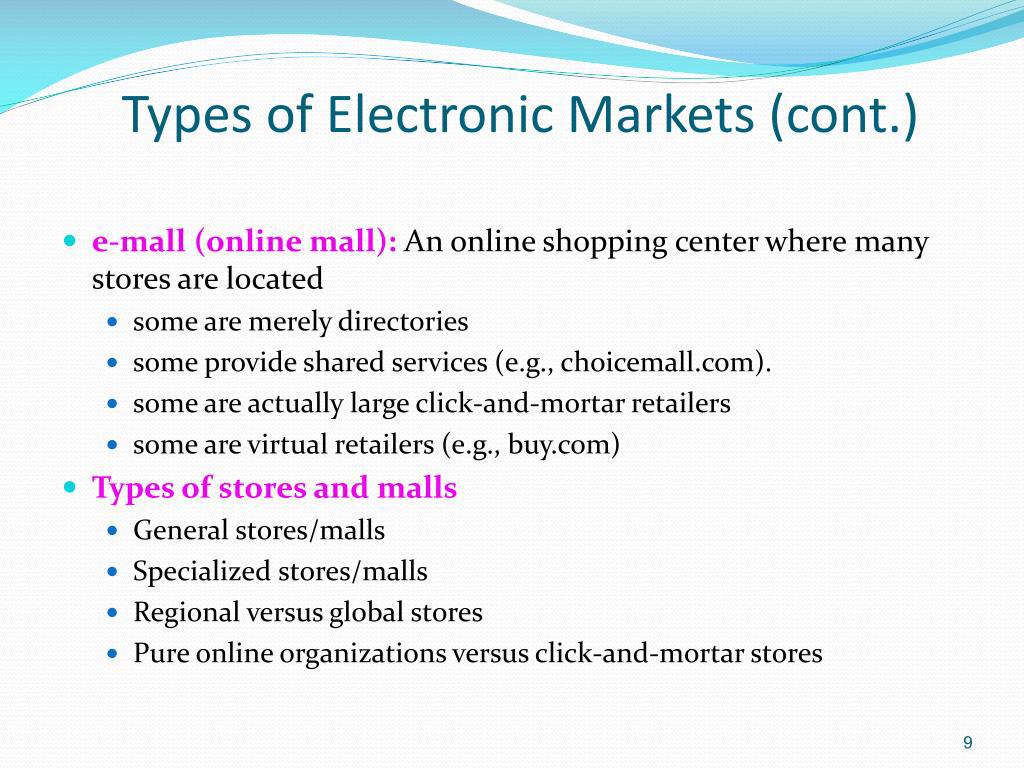 Types of Electronic Markets (cont.)
e-mall (online mall): An online shopping center where many
stores are located
some are merely directories
some provide shared services (e.g., choicemall.com).
some are actually large click-and-mortar retailers
some are virtual retailers (e.g., buy.com)
Types of stores and malls
General stores/malls
Specialized stores/malls
Regional versus global stores
Pure online organizations versus click-and-mortar stores
9